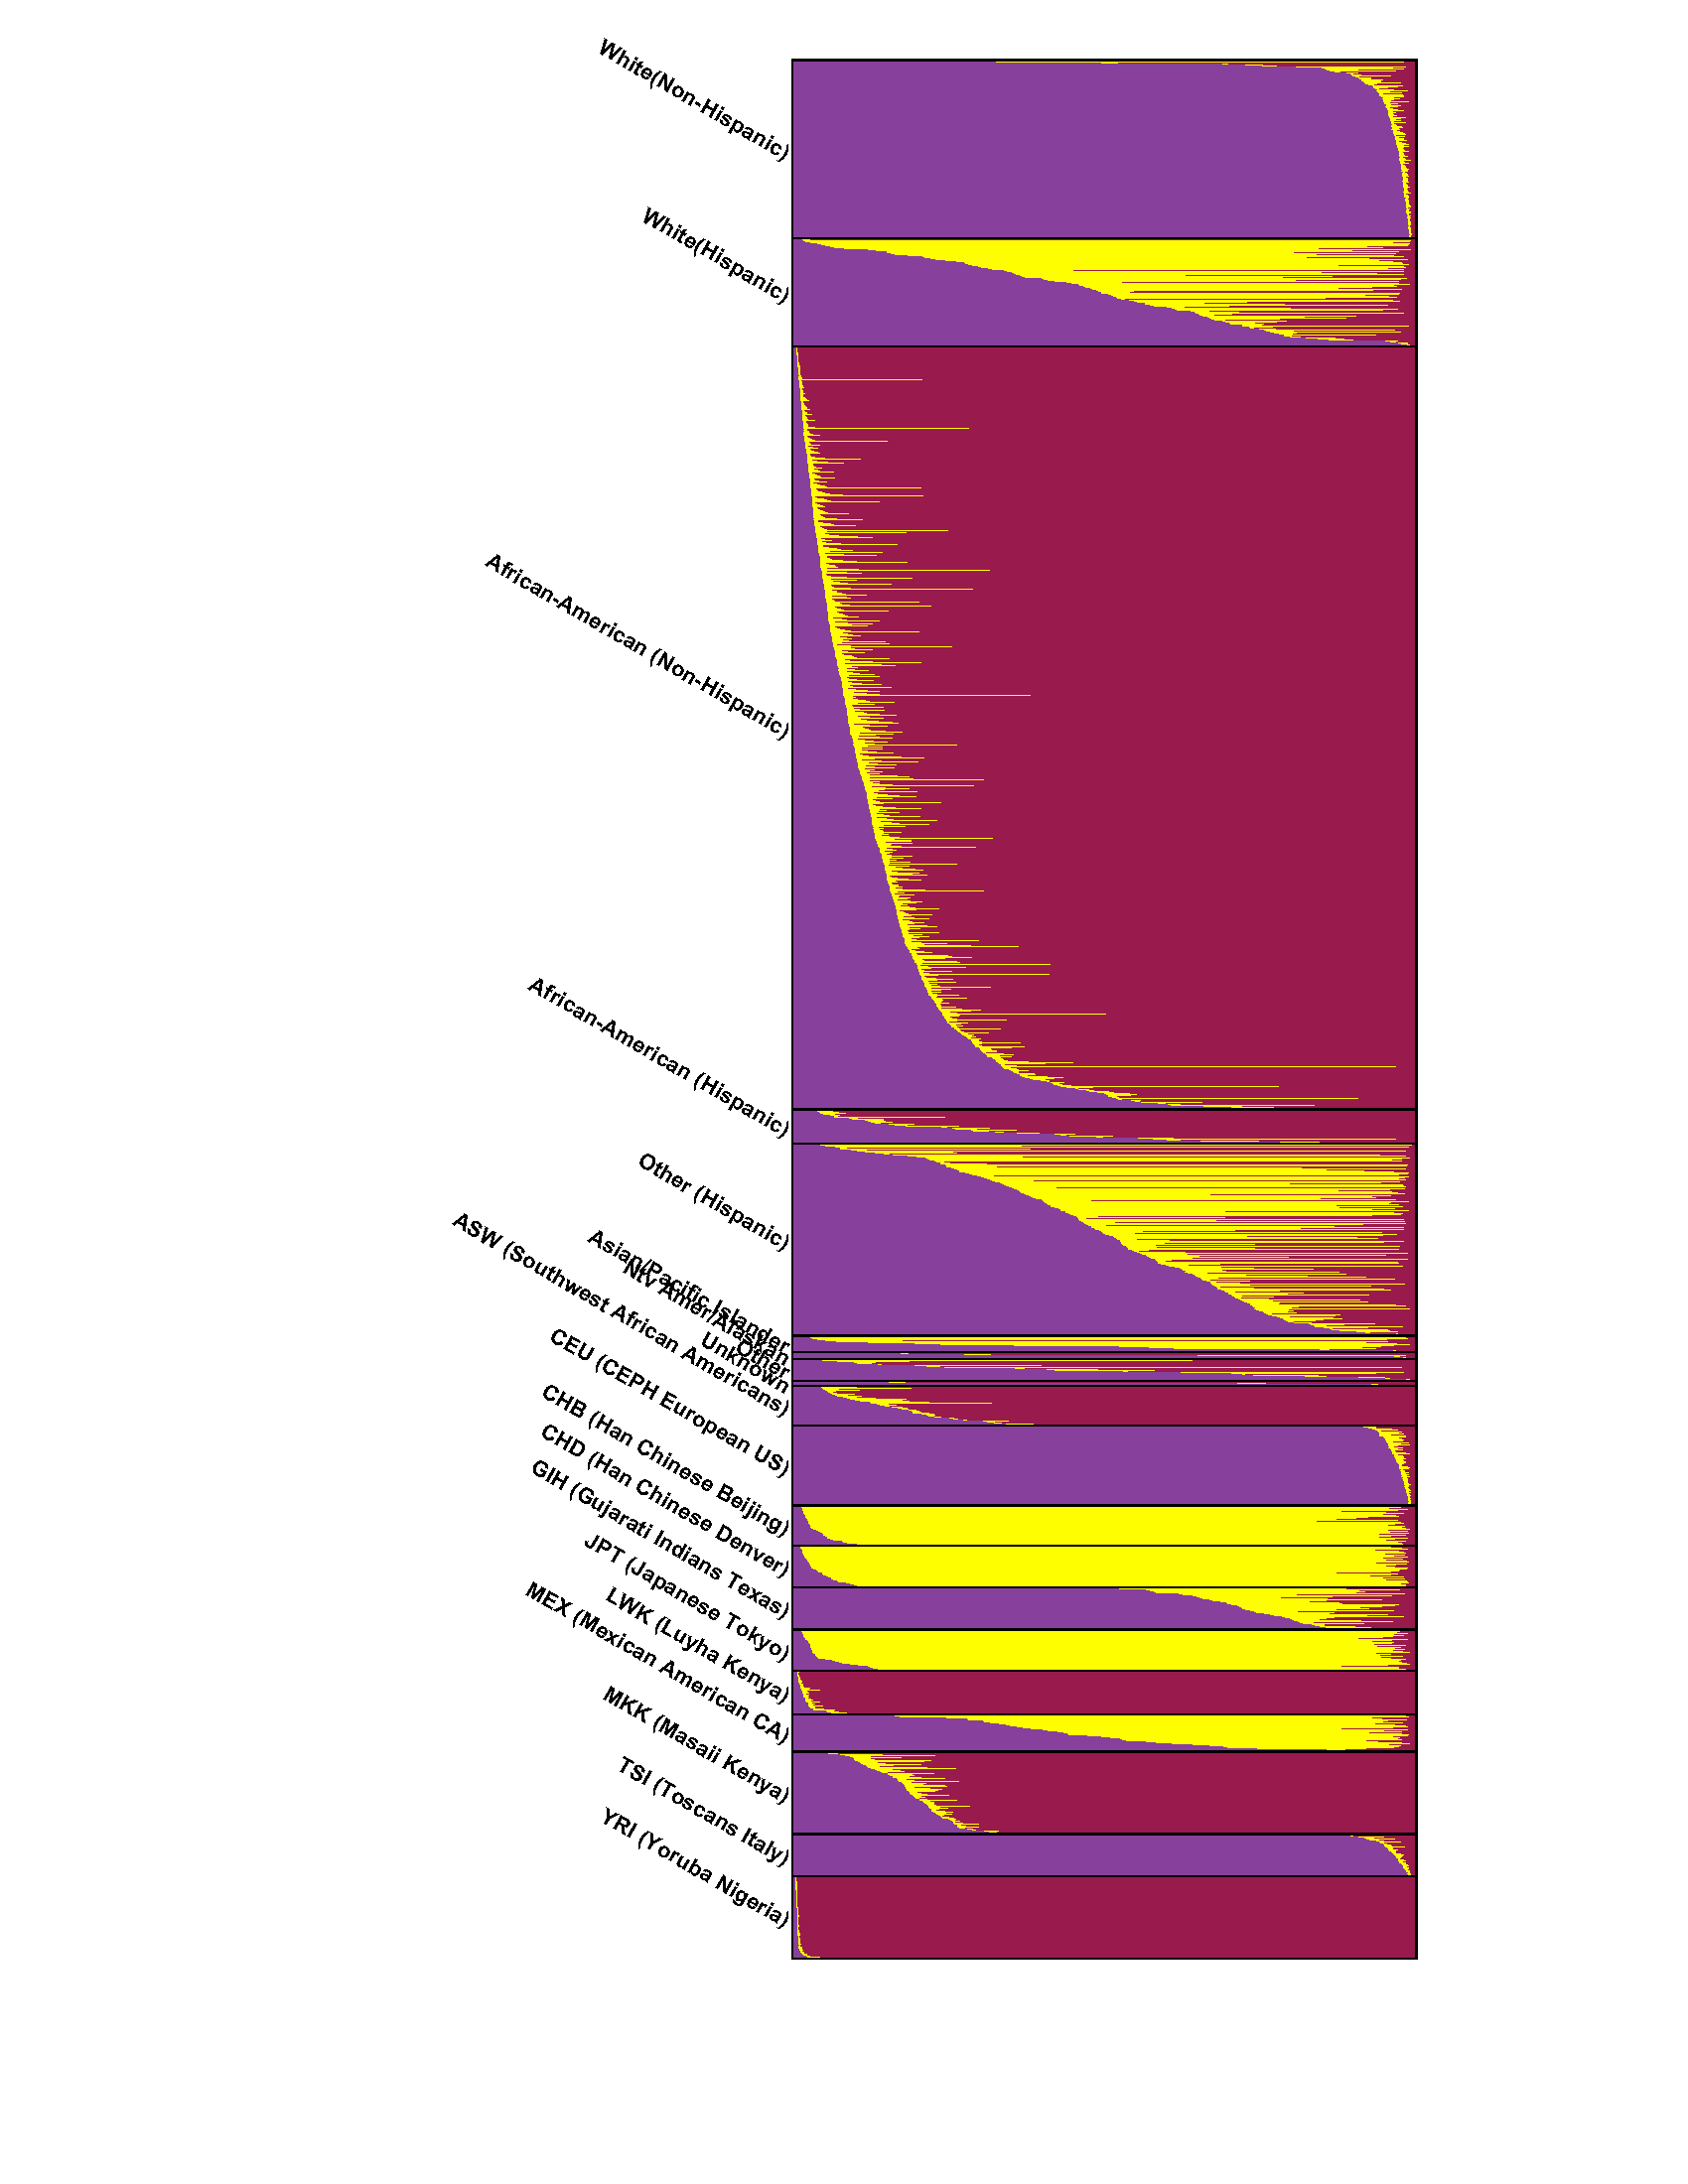 White(Non-Hispanic)
White(Hispanic)
African-American (Non-Hispanic)
African-American (Hispanic)
Other (Hispanic)
Asian/Pacific Islander
Ntv Amer/Alaskan
Other
Unknown
ASW (Southwest African Americans)
CEU (CEPH European US)
CHB (Han Chinese Beijing)
CHD (Han Chinese Denver)
GIH (Gujarati Indians Texas)
JPT (Japanese Tokyo)
LWK (Luyha Kenya)
MEX (Mexican American CA)
MKK (Masaii Kenya)
TSI (Toscans Italy)
YRI (Yoruba Nigeria)